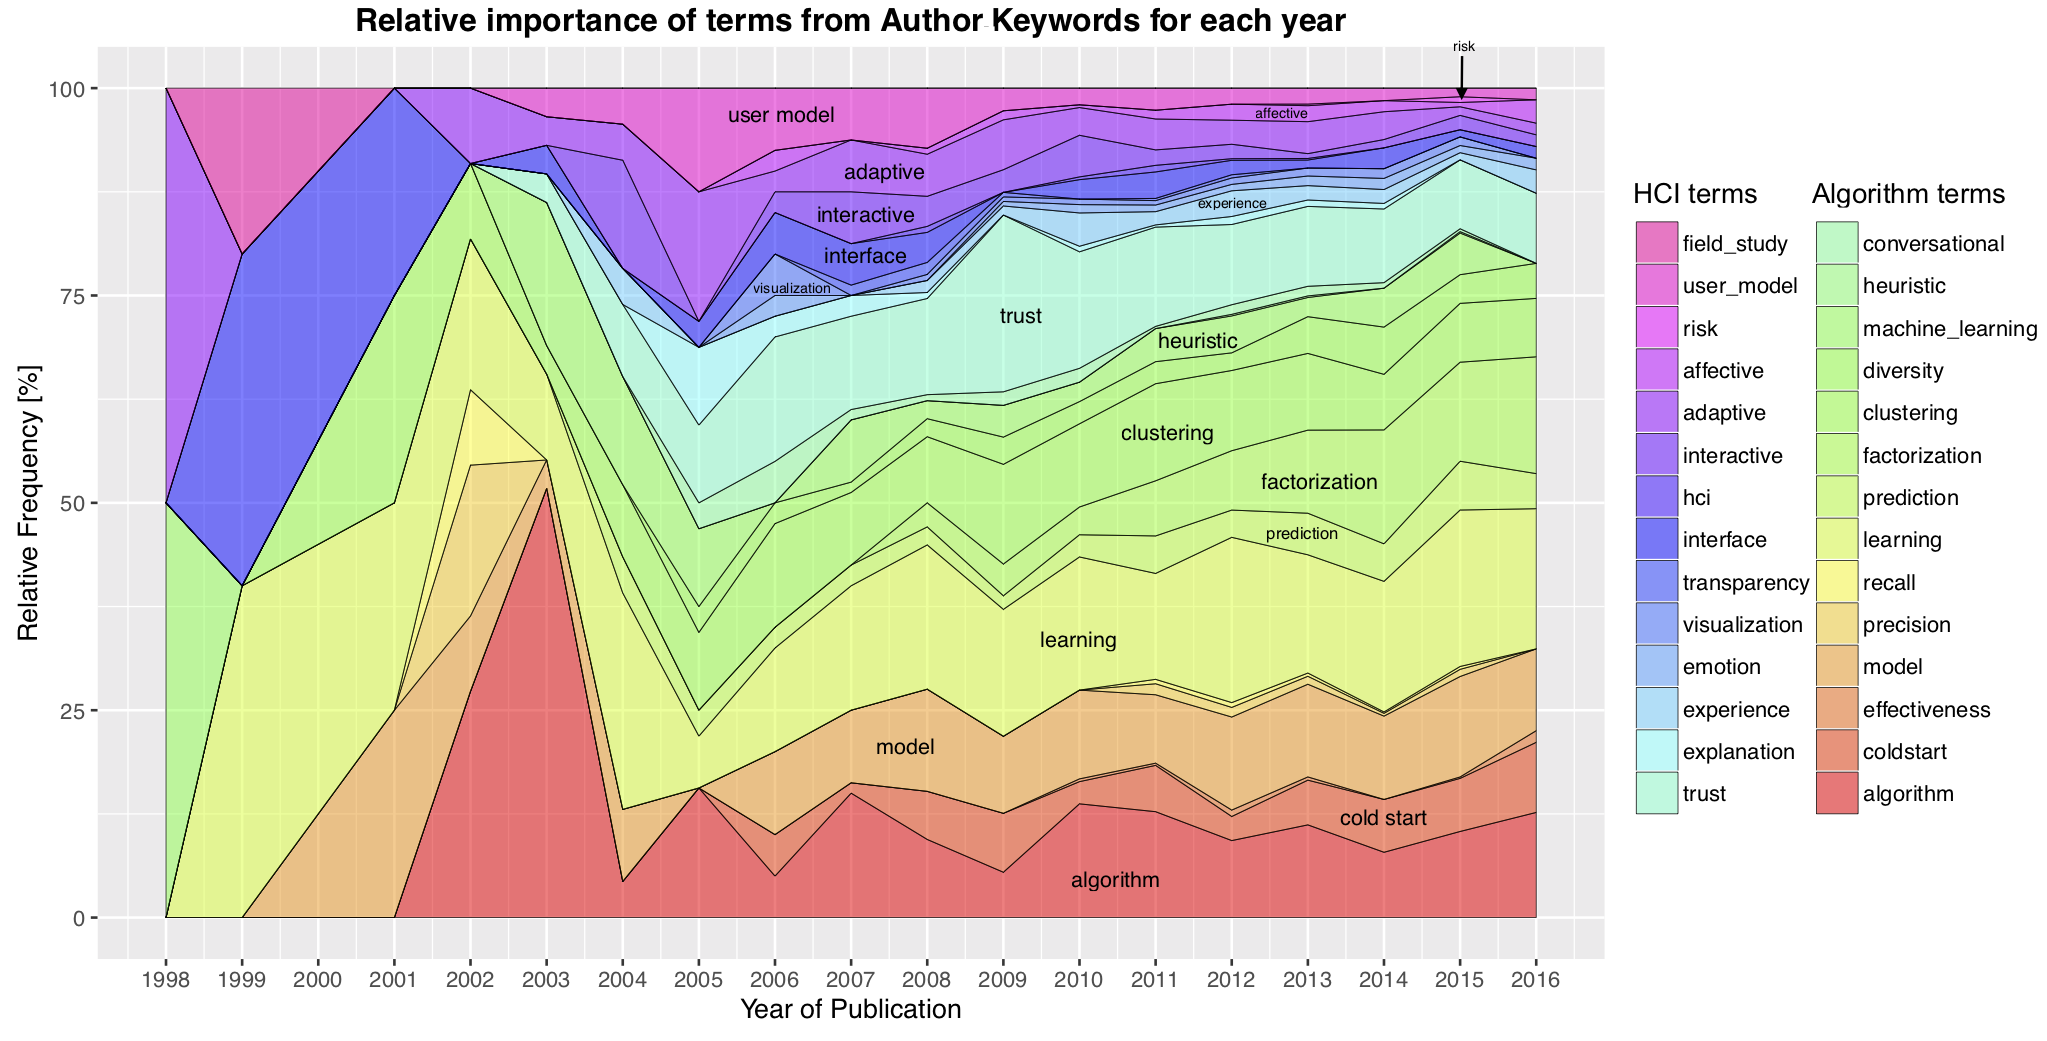 Relative importance of terms from Author Keywords for each year
risk
100
75
50
25
0
Relative Frequency [%]
user model
affective
adaptive
interactive
experience
interface
visualization
trust
heuristic
clustering
factorization
prediction
learning
model
cold start
algorithm
1998 1999 2000 2001 2002 2003 2004 2005 2006 2007 2008 2009 2010 2011 2012 2013 2014 2015 2016
Year of Publication
HCI terms
field_study
user_model
risk
affective
adaptive
interactive
hci
interface
transparency
visualization
emotion
experience
explanation
trust
Algorithm terms
conversational
heuristic
machine_learning
diversity
clustering
factorization
prediction
learning
recall
precision
model
effectiveness
coldstart
algorithm